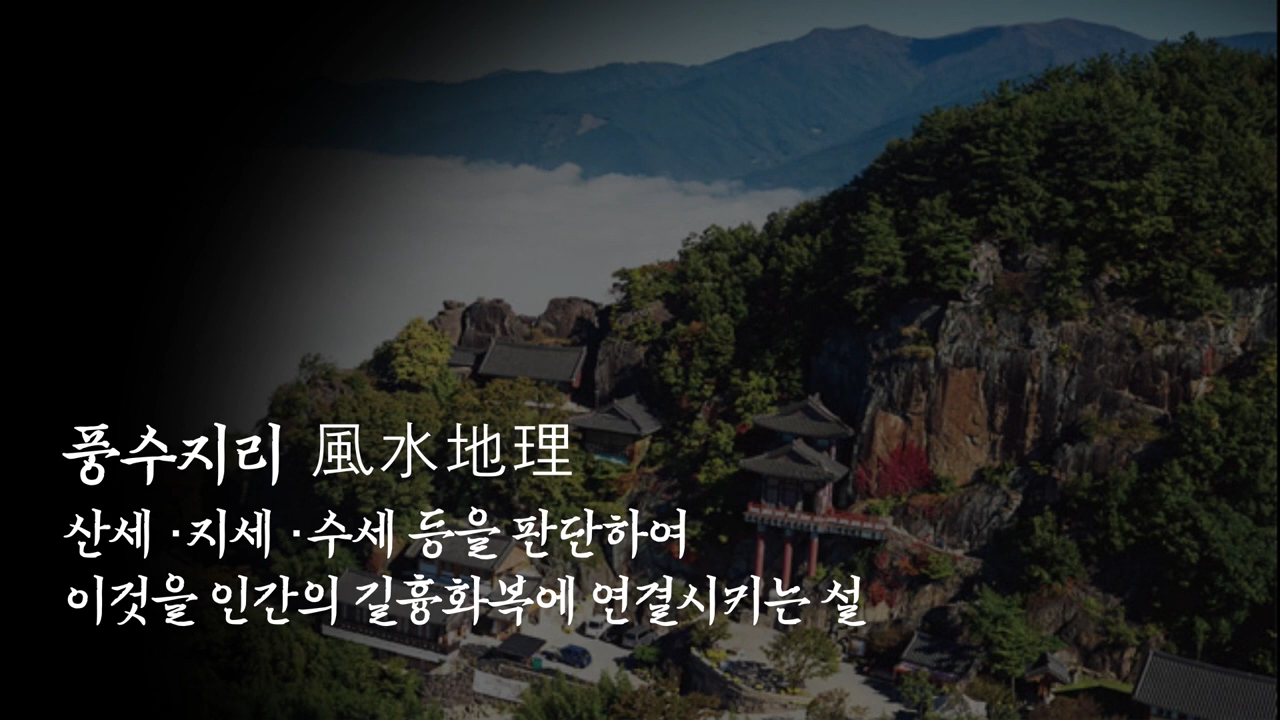 풍수지리 風水地理
산세 ·지세 ·수세 등을 판단하여
이것을 인간의 길흉화복에 연결시키는 설